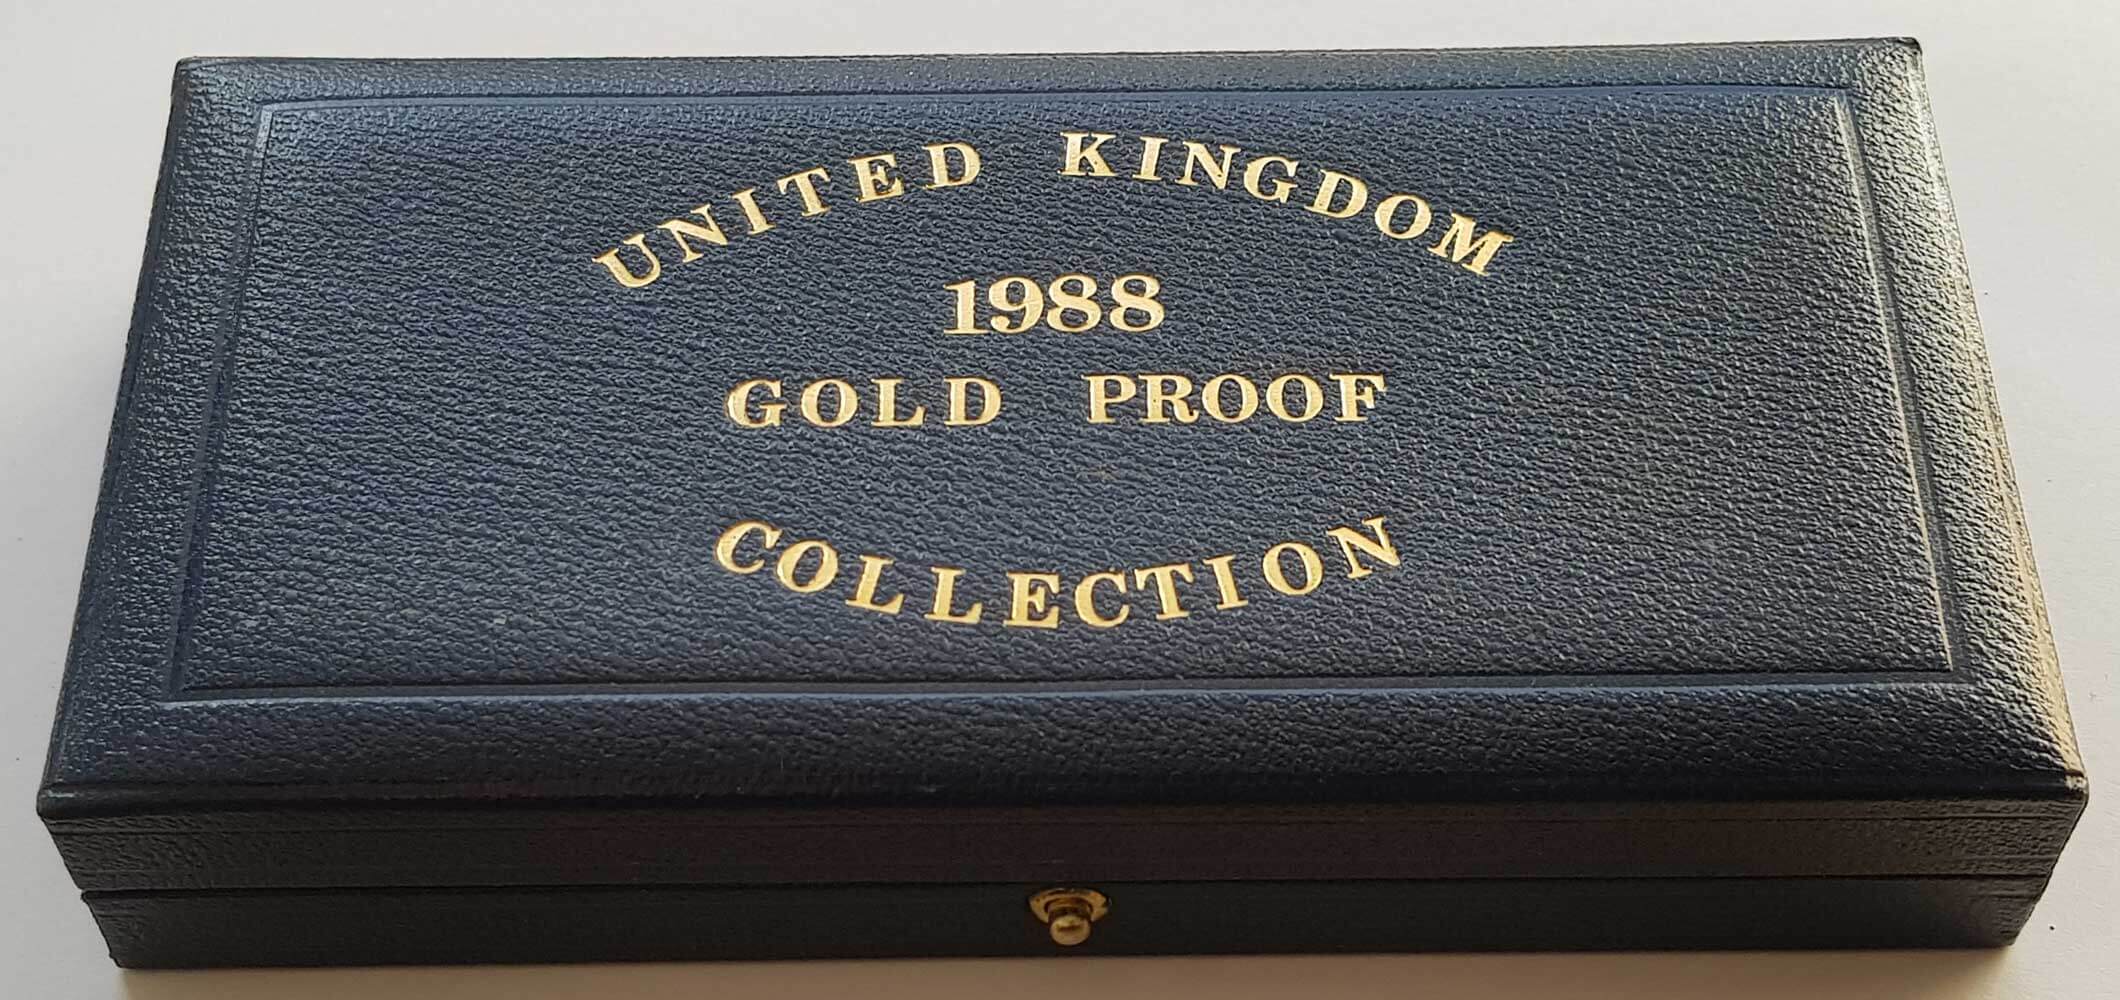 UNITED KINGDOM
1988
GOLD PROOF
COLLECTION